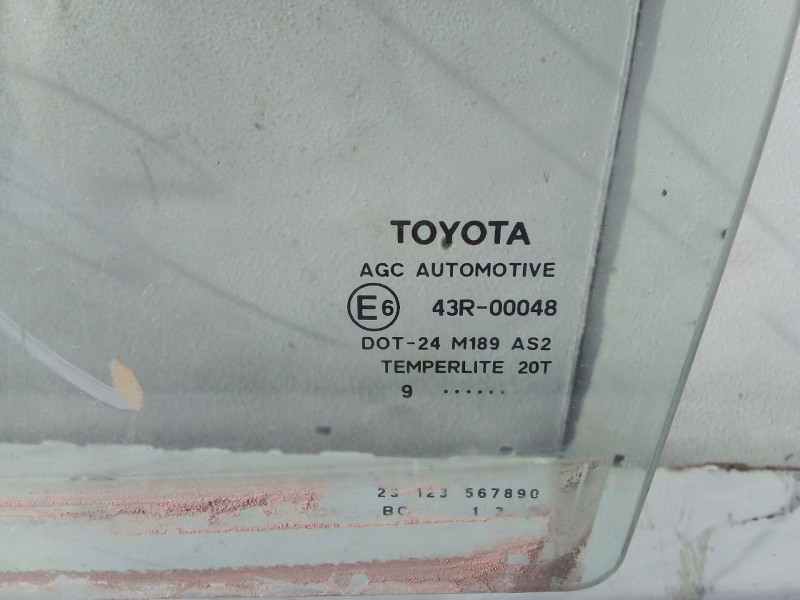 TOYOTA
AGC AUTOMOTIVE
E6 43R-00048
DOT-24 M189 AS2
TEMPERLITE 20T
9 ······
23 123 567890